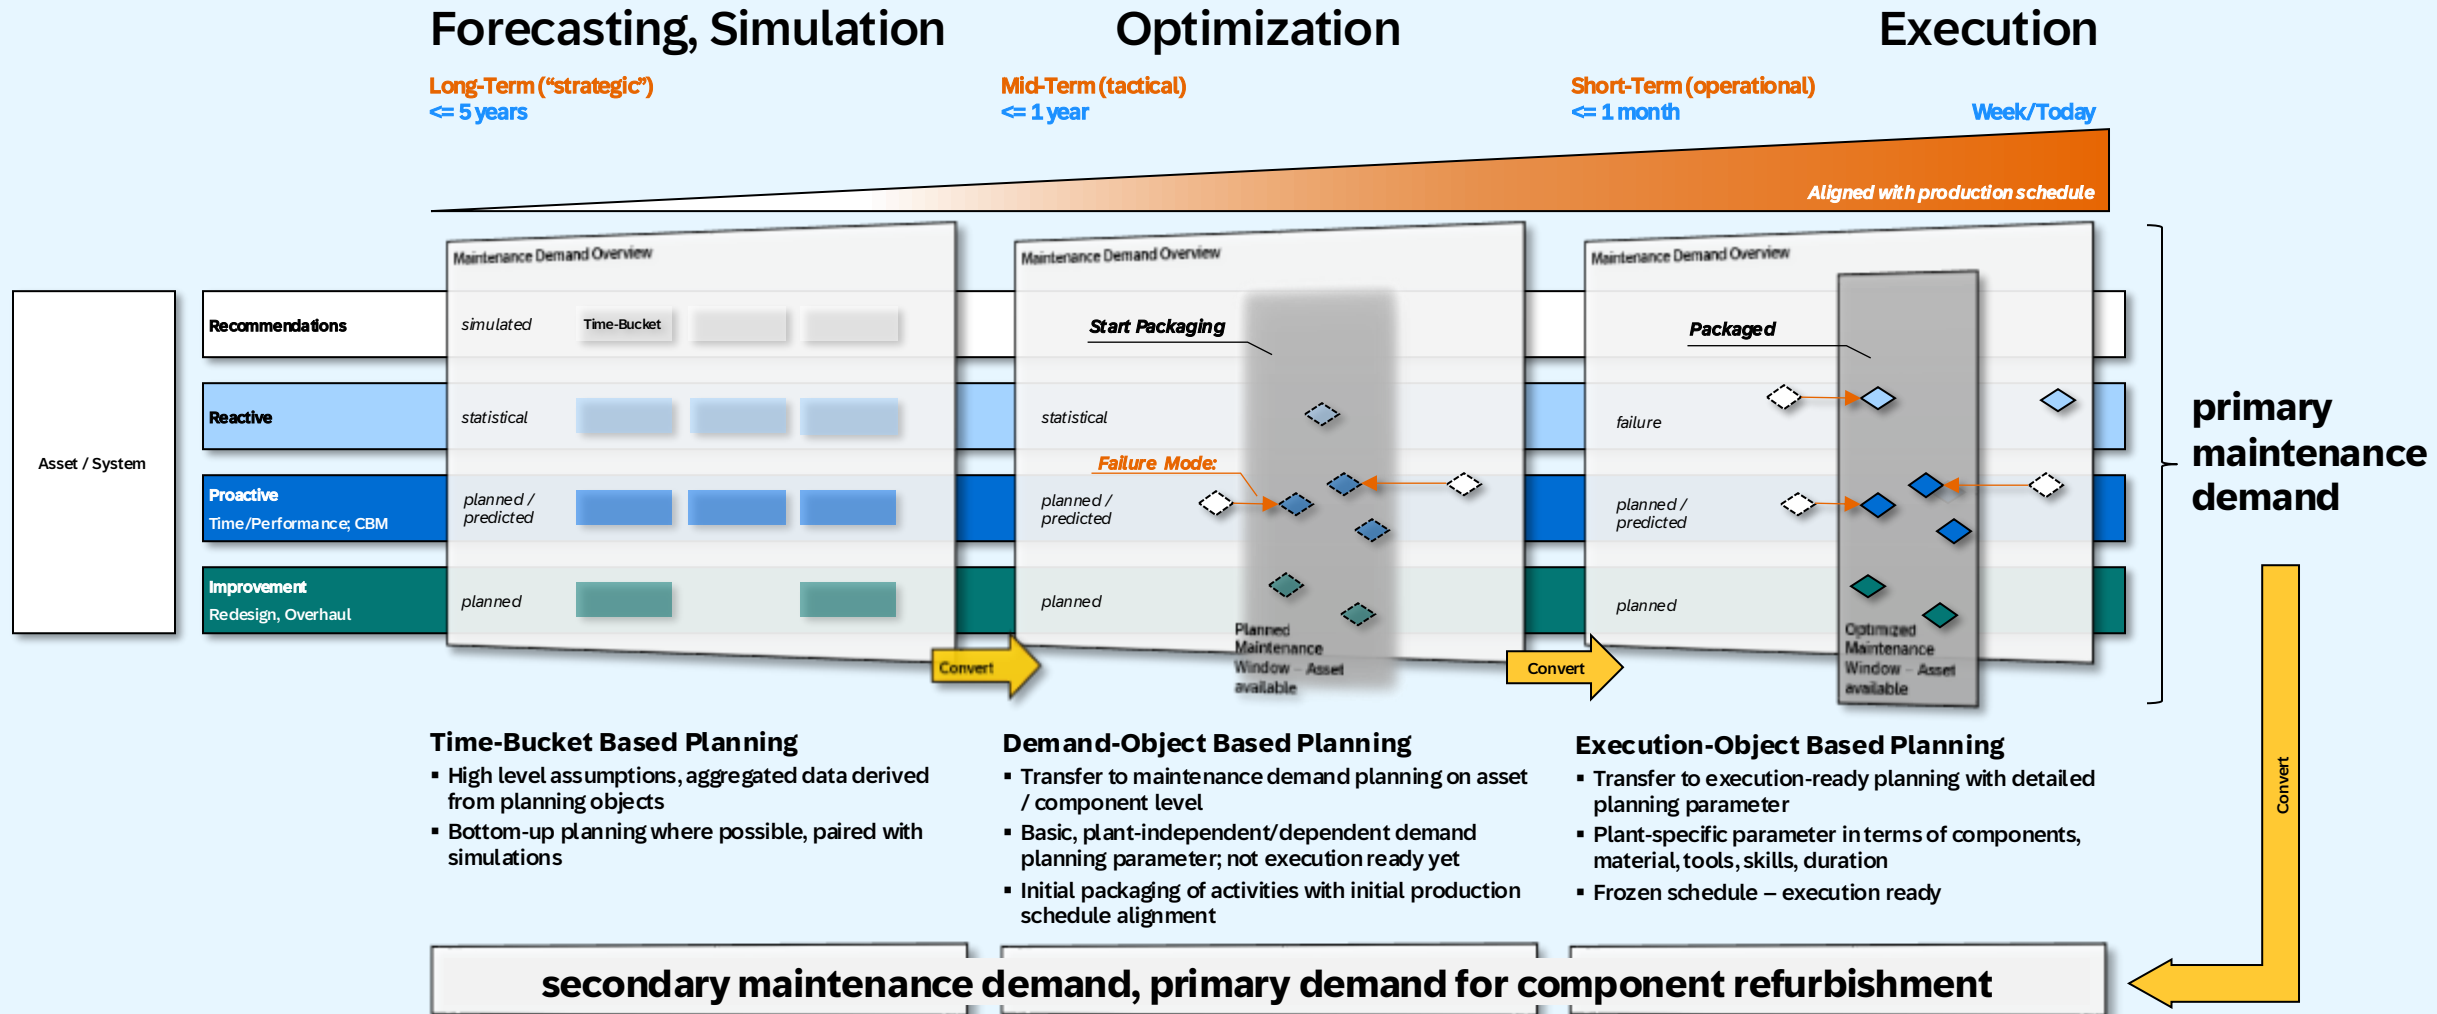 Forecasting, Simulation
Optimization
Execution
Long-Term (“strategic”)
<= 5 years
Mid-Term (tactical)
<= 1 year
Short-Term (operational)
<= 1 month
Week/Today
Aligned with production schedule
Maintenance Demand Overview
Maintenance Demand Overview
Maintenance Demand Overview
Asset / System
Recommendations
simulated
Time-Bucket
Start Packaging
Packaged
Reactive
statistical
statistical
failure
Proactive
Time/Performance; CBM
planned /
predicted
Failure Mode:
planned /
predicted
planned /
predicted
Improvement
Redesign, Overhaul
planned
planned
planned
Planned
Maintenance
Window – Asset
available
Optimized
Maintenance
Window – Asset
available
Convert
Convert
primary
maintenance
demand
Convert
Time-Bucket Based Planning
▪ High level assumptions, aggregated data derived
from planning objects
▪ Bottom-up planning where possible, paired with
simulations
Demand-Object Based Planning
▪ Transfer to maintenance demand planning on asset
/ component level
▪ Basic, plant-independent/dependent demand
planning parameter; not execution ready yet
▪ Initial packaging of activities with initial production
schedule alignment
Execution-Object Based Planning
▪ Transfer to execution-ready planning with detailed
planning parameter
▪ Plant-specific parameter in terms of components,
material, tools, skills, duration
▪ Frozen schedule – execution ready
secondary maintenance demand, primary demand for component refurbishment